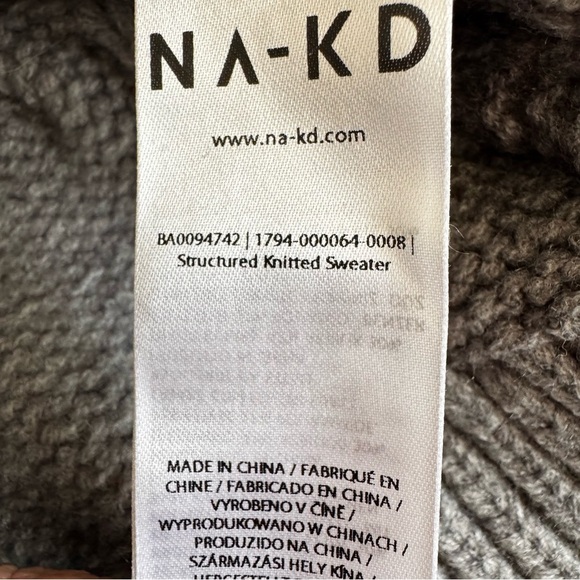 NA-KD
www.na-kd.com
BA0094742 | 1794-000064-0008 |
Structured Knitted Sweater
MADE IN CHINA / FABRIQUÉ EN
CHINE / FABRICADO EN CHINA /
VYROBENO V ČÍNĚ /
WYPRODUKOWANO W CHINACH /
PRODUZIDO NA CHINA /
SZÁRMAZÁSI HELY KÍNA /